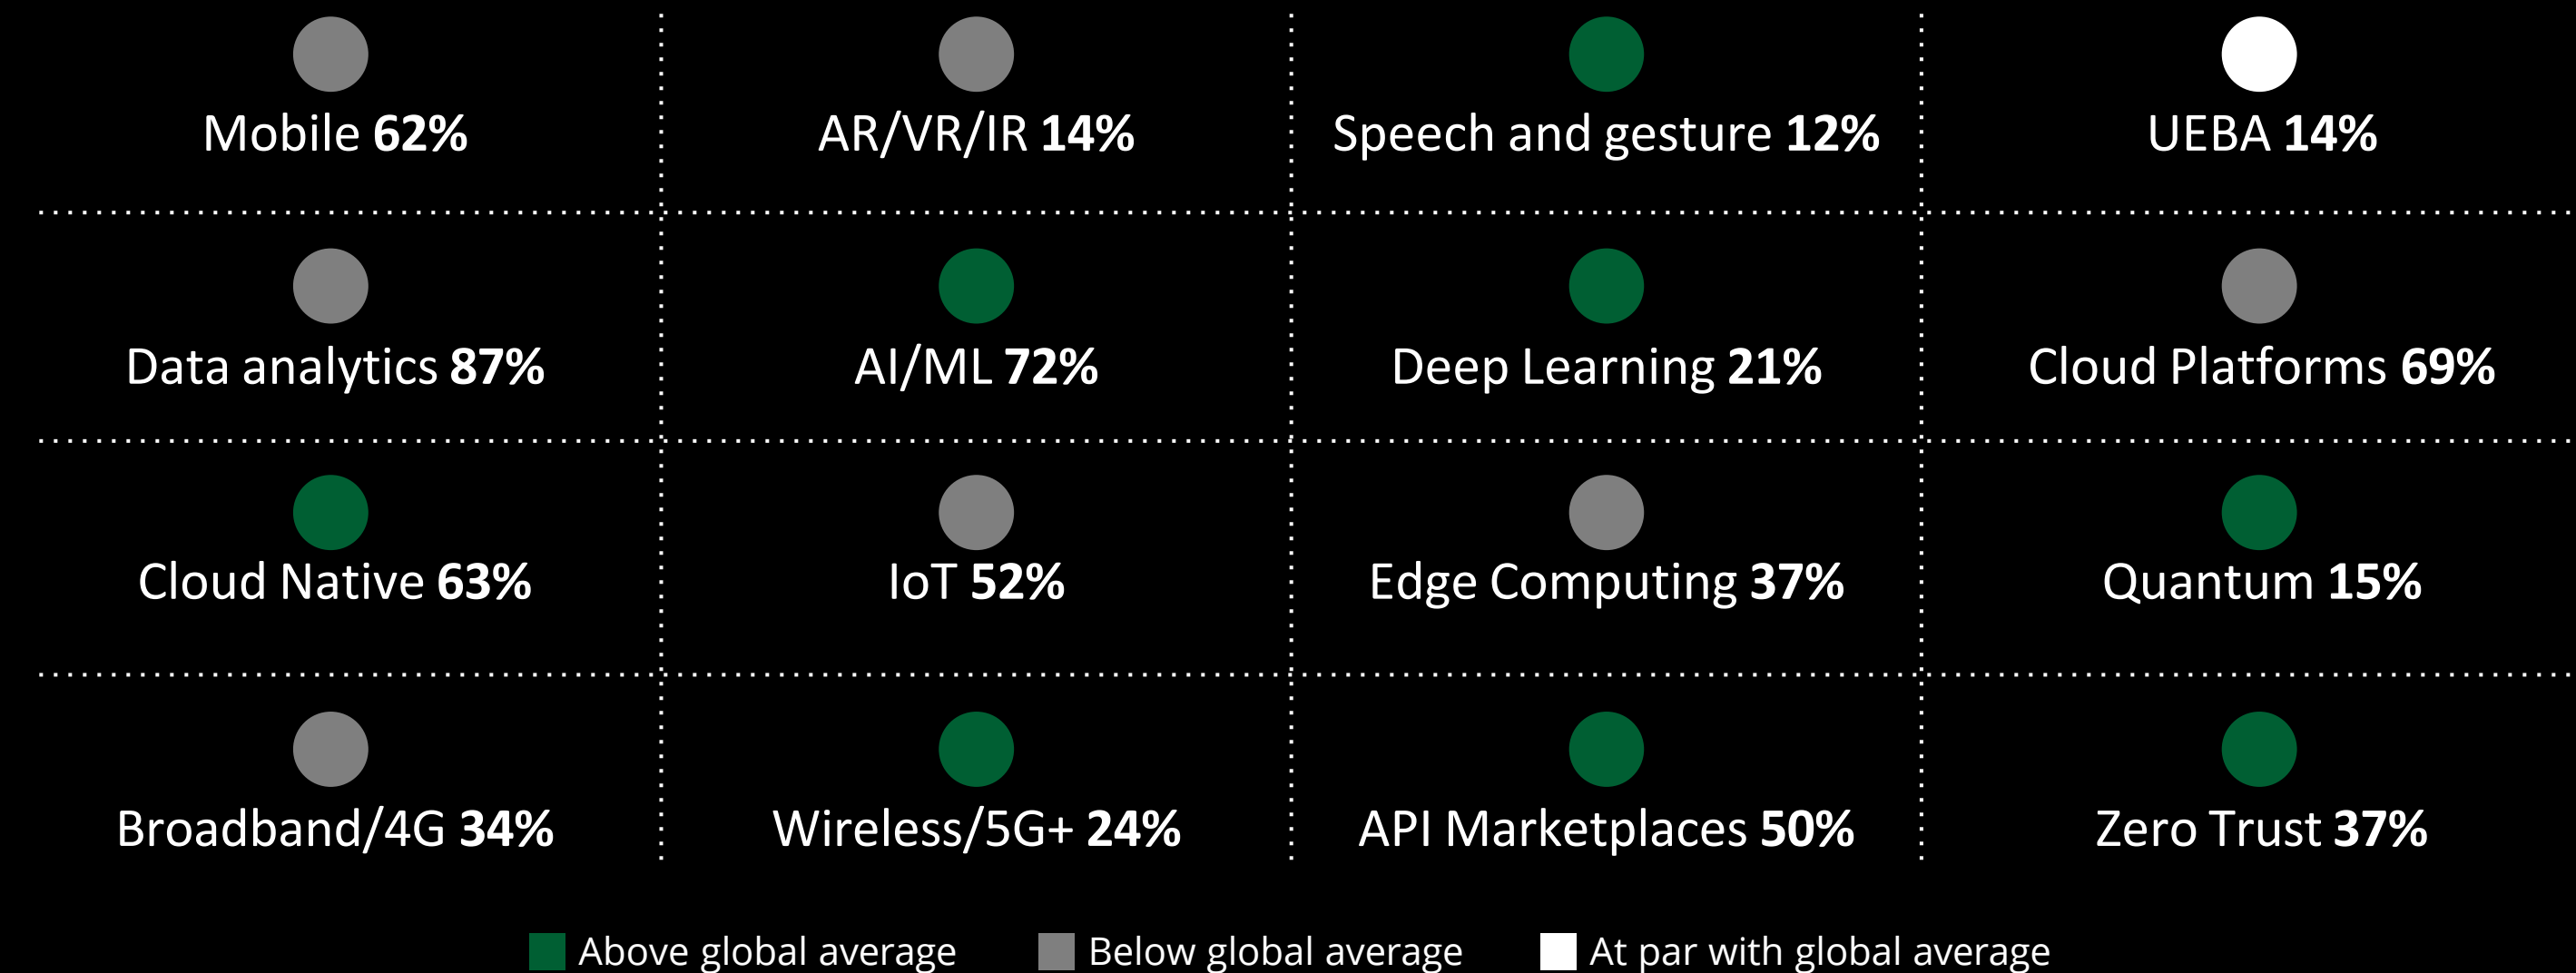 Mobile 62%
AR/VR/IR 14%
Speech and gesture 12%
UEBA 14%
Data analytics 87%
AI/ML 72%
Deep Learning 21%
Cloud Platforms 69%
Cloud Native 63%
IoT 52%
Edge Computing 37%
Quantum 15%
Broadband/4G 34%
Wireless/5G+ 24%
API Marketplaces 50%
Zero Trust 37%
Above global average
Below global average
At par with global average